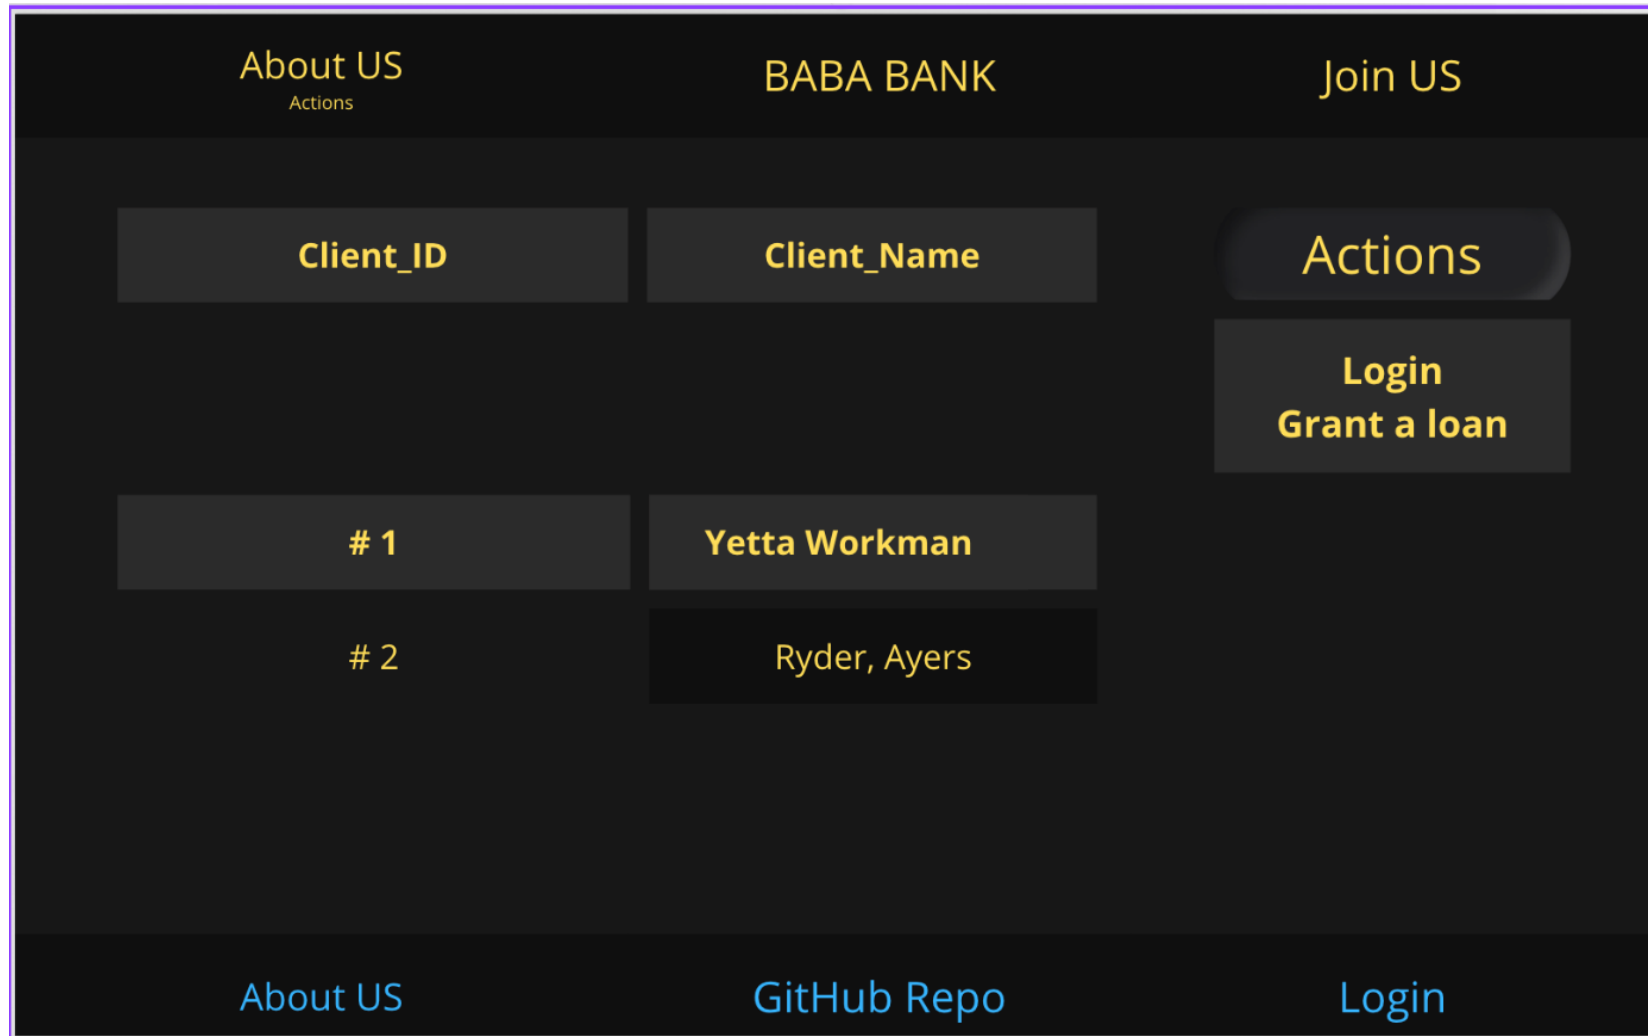 About US
Actions
BABA BANK
Join US
Client_ID
Client_Name
Actions
Login
Grant a loan
# 1
Yetta Workman
# 2
Ryder, Ayers
About US
GitHub Repo
Login